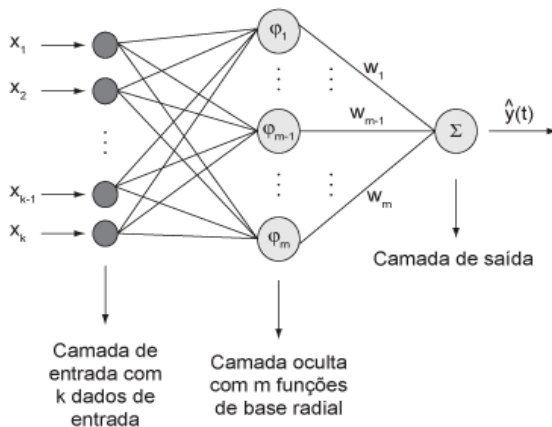 x1
x2
xk-1
xk
φ1
φm-1
φm
w1
wm-1
wm
Σ
ŷ(t)
Camada de saída
Camada de
entrada com
k dados de
entrada
Camada oculta
com m funções
de base radial